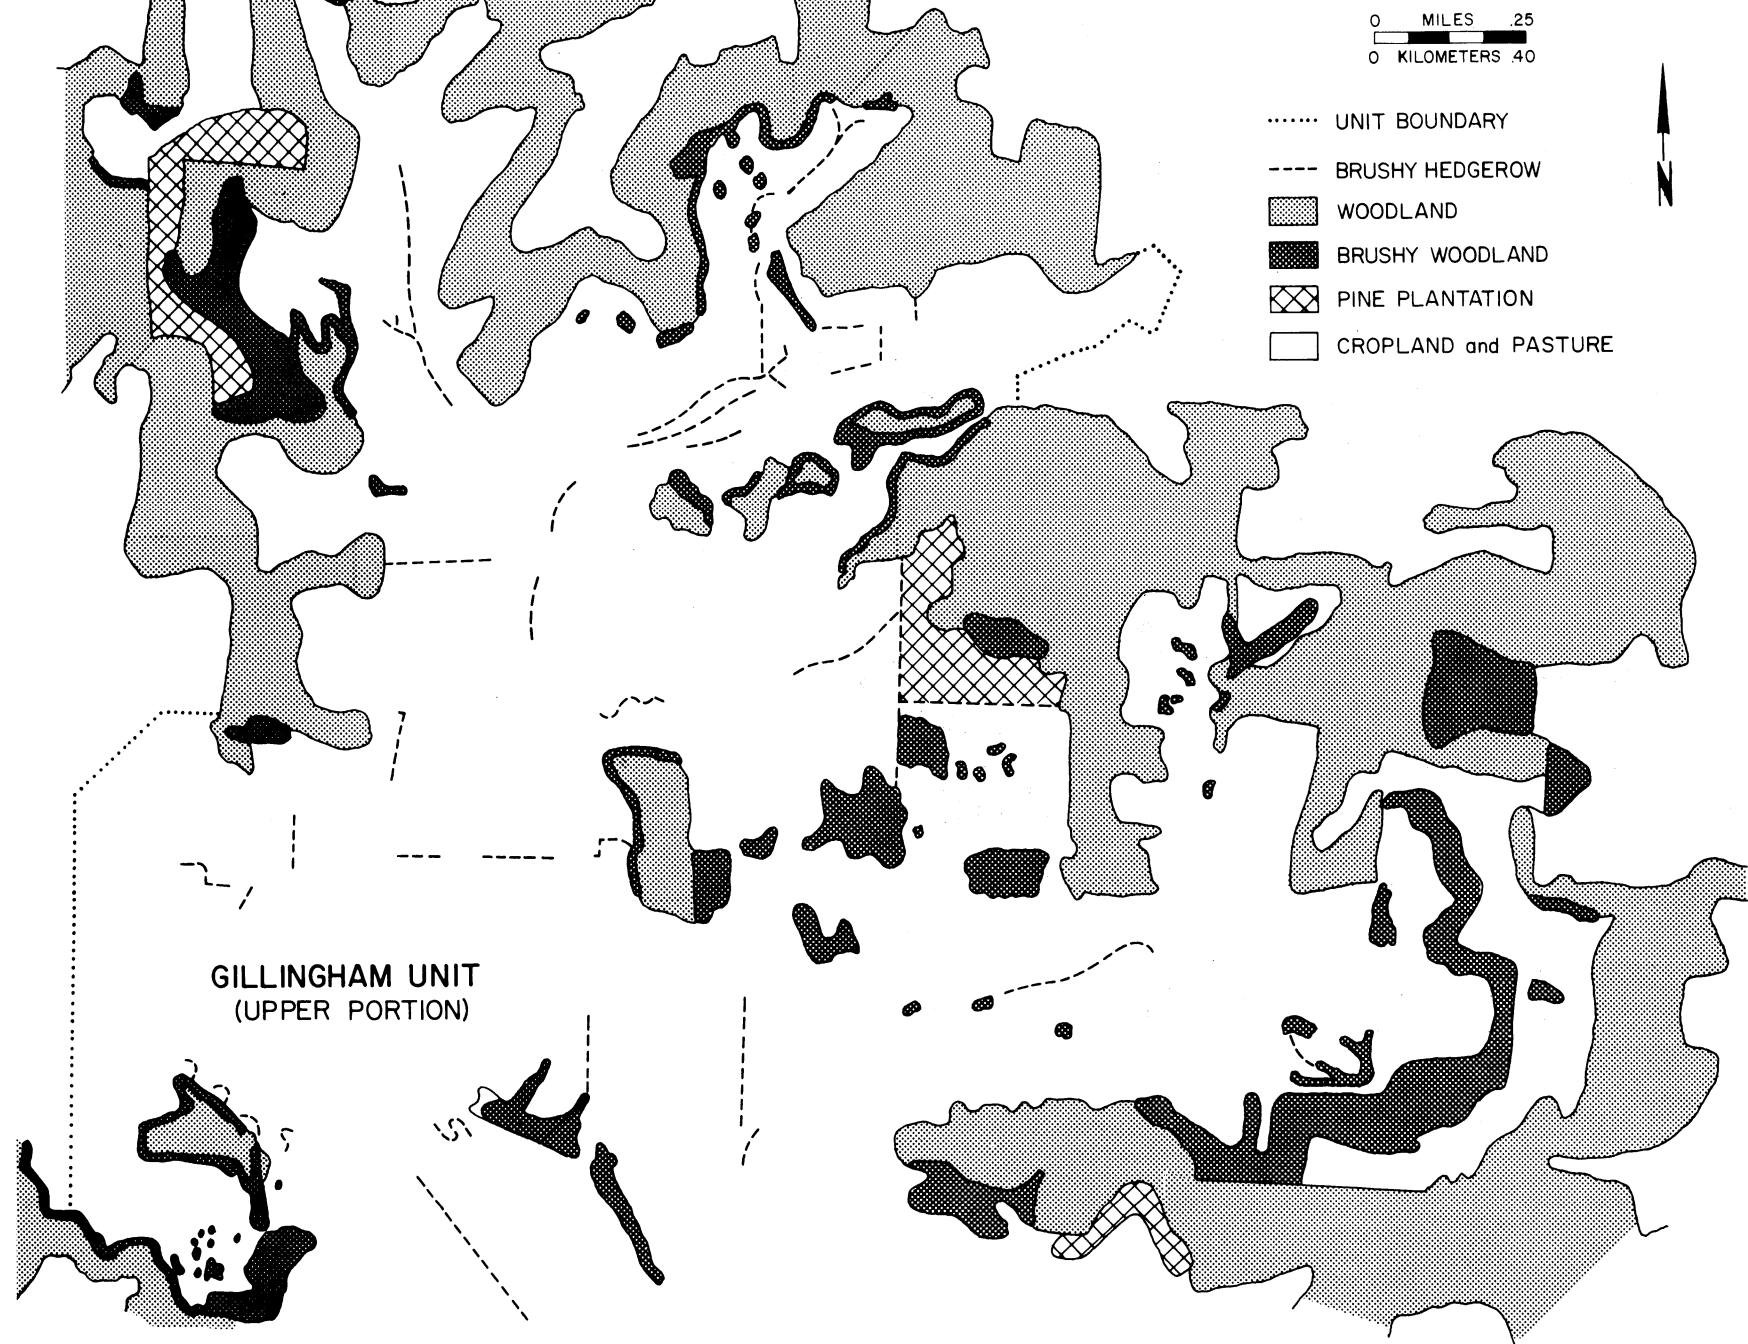 0 MILES .25
0 KILOMETERS .40
UNIT BOUNDARY
BRUSHY HEDGEROW
N
WOODLAND
BRUSHY WOODLAND
PINE PLANTATION
CROPLAND and PASTURE
GILLINGHAM UNIT
(UPPER PORTION)